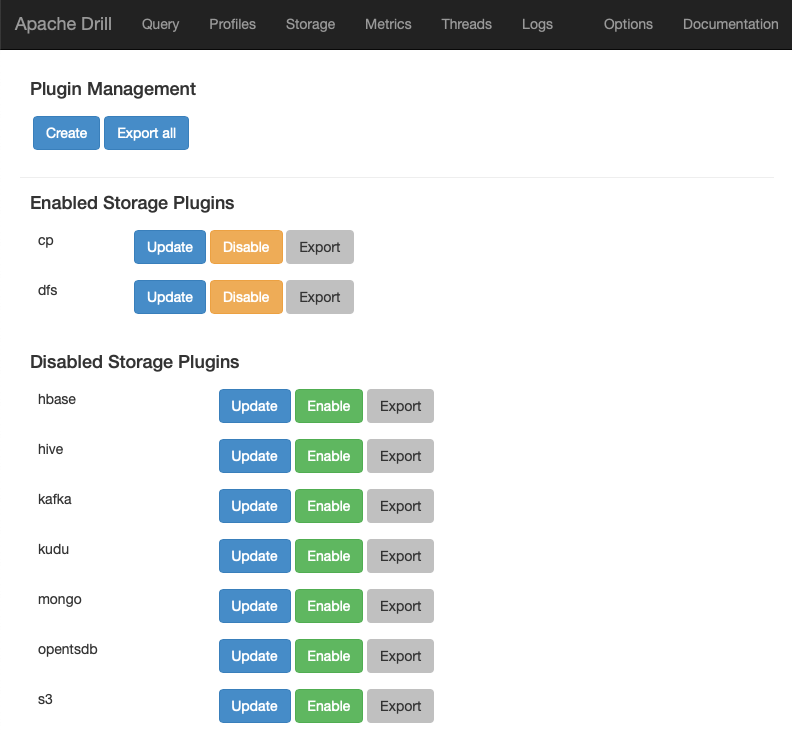 Apache Drill Query Profiles Storage Metrics Threads Logs Options Documentation
Plugin Management
Create Export all
Enabled Storage Plugins
cp Update Disable Export
dfs Update Disable Export
Disabled Storage Plugins
hbase Update Enable Export
hive Update Enable Export
kafka Update Enable Export
kudu Update Enable Export
mongo Update Enable Export
opentsdb Update Enable Export
s3 Update Enable Export